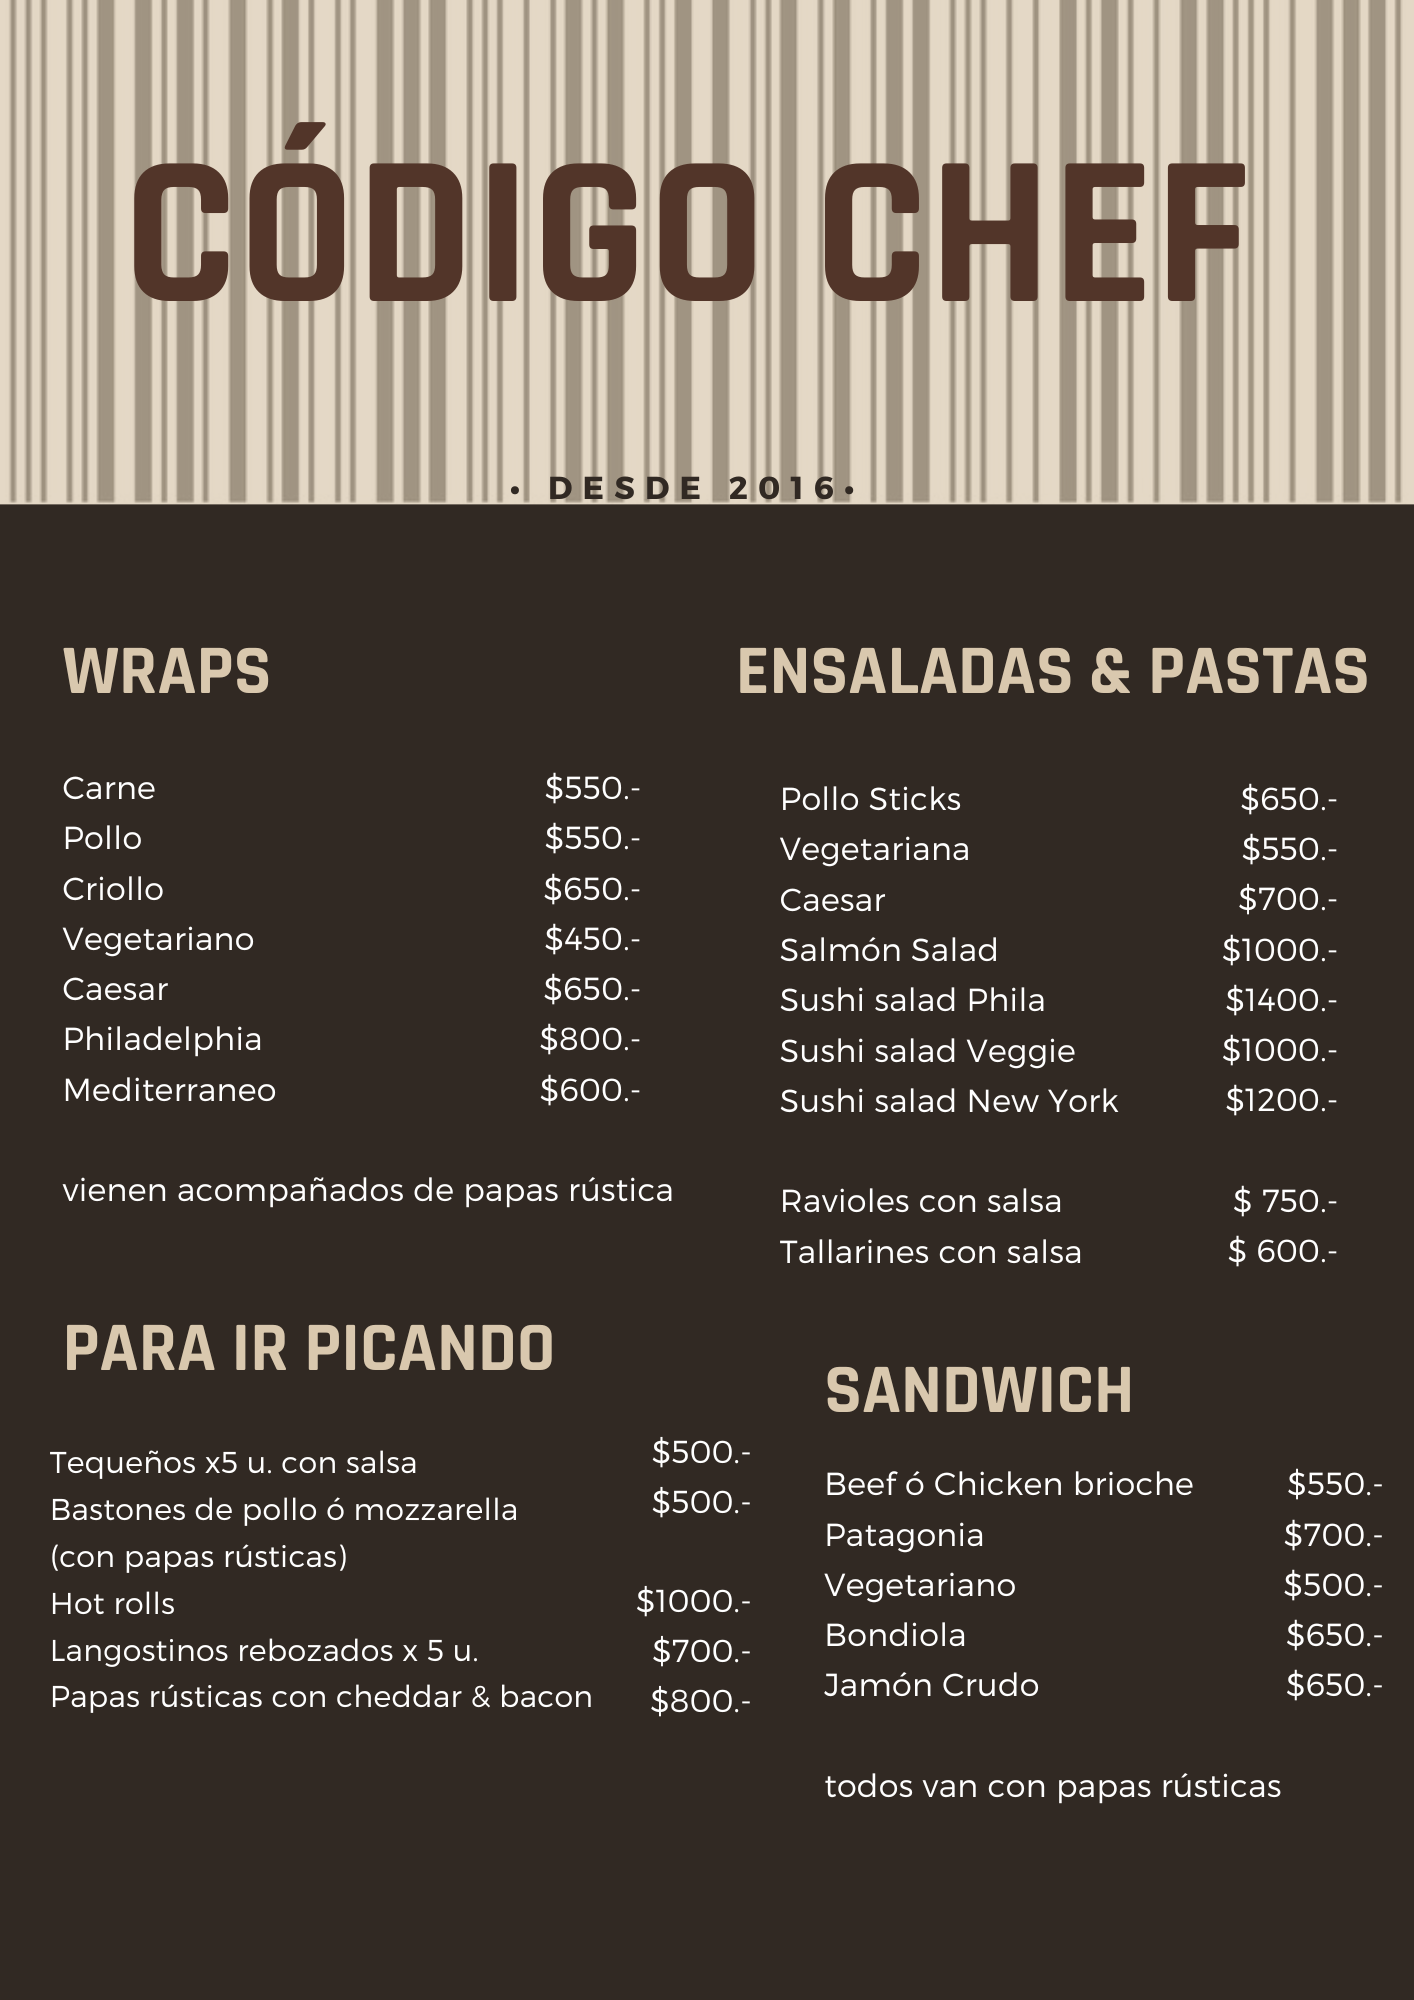 CÓDIGO CHEF
• DESDE 2016•
WRAPS
Carne $550.-
Pollo $550.-
Criollo $650.-
Vegetariano $450.-
Caesar $650.-
Philadelphia $800.-
Mediterraneo $600.-
vienen acompañados de papas rústica
ENSALADAS & PASTAS
Pollo Sticks $650.-
Vegetariana $550.-
Caesar $700.-
Salmón Salad $1000.-
Sushi salad Phila $1400.-
Sushi salad Veggie $1000.-
Sushi salad New York $1200.-
Ravioles con salsa $ 750.-
Tallarines con salsa $ 600.-
PARA IR PICANDO
Tequeños x5 u. con salsa $500.-
Bastones de pollo ó mozzarella $500.-
(con papas rústicas)
Hot rolls $1000.-
Langostinos rebozados x 5 u. $700.-
Papas rústicas con cheddar & bacon $800.-
SANDWICH
Beef ó Chicken brioche $550.-
Patagonia $700.-
Vegetariano $500.-
Bondiola $650.-
Jamón Crudo $650.-
todos van con papas rústicas